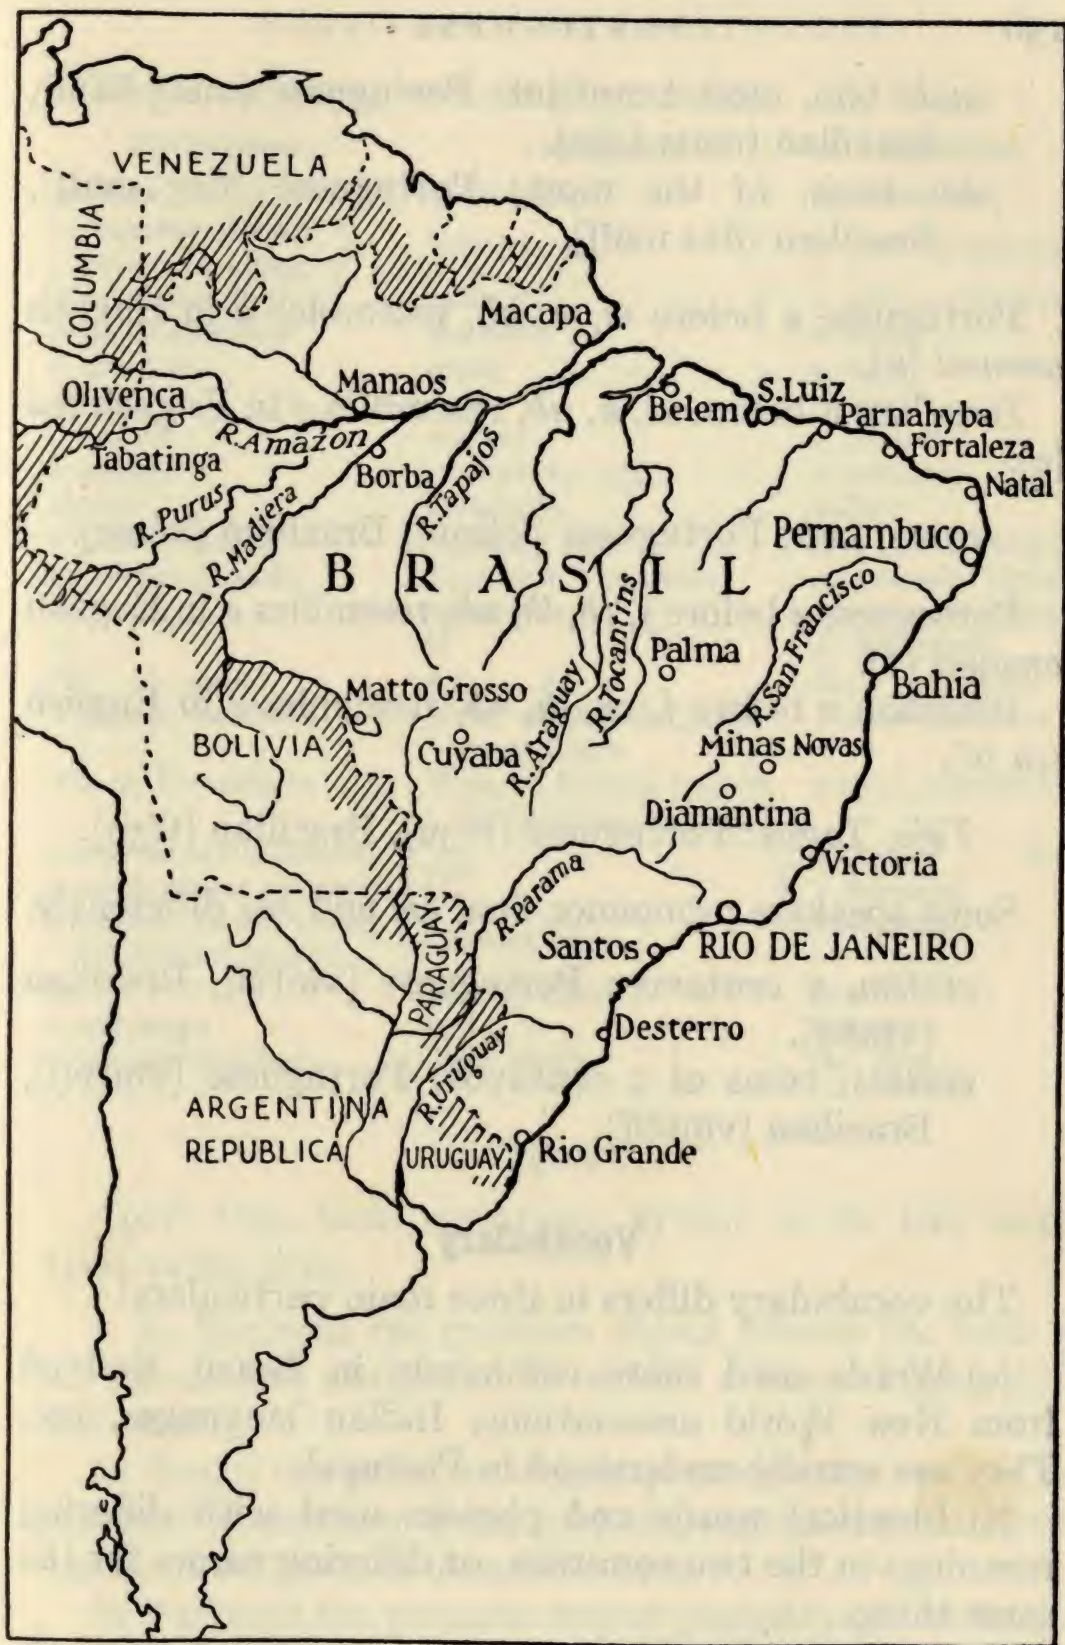 VENEZUELA
COLUMBIA
Macapa
Olivenca
Manaos
Belem
S. Luiz
Parnahyba
Fortaleza
Natal
Tabatinga
R. Amazon
Borba
R. Tapajos
R. Purus
R. Madiera
Pernambuco
BRASIL
R. San Francisco
R. Tocantins
Palma
Bahia
Matto Grosso
BOLIVIA
Cuyaba
R. Araguay
Minas Novas
Diamantina
Victoria
R. Parama
PARAGUAY
Santos
RIO DE JANEIRO
Desterro
R. Uruguay
ARGENTINA
REPUBLICA
URUGUAY
Rio Grande